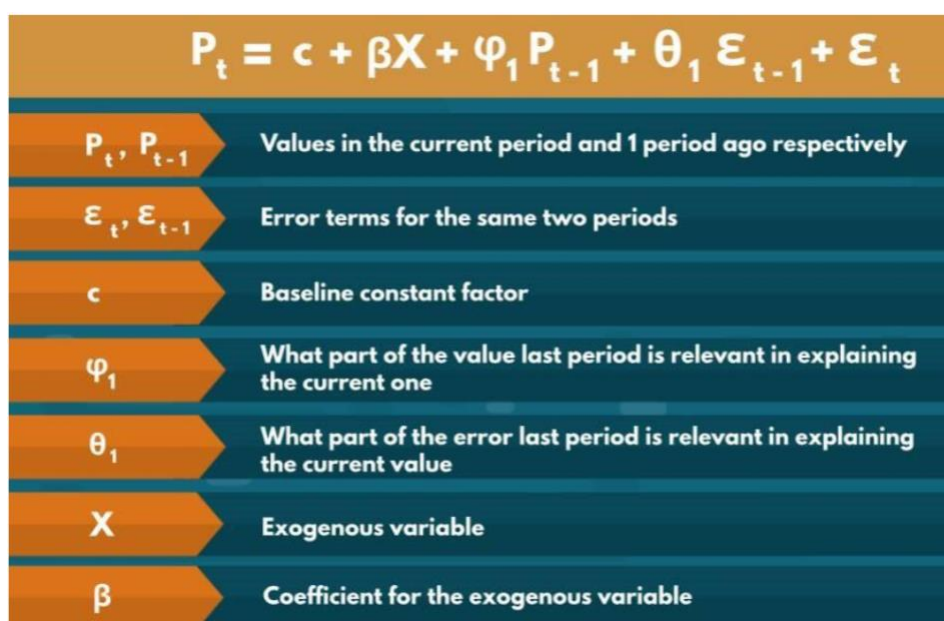 Pₜ = c + βX + φ₁Pₜ₋₁ + θ₁εₜ₋₁ + εₜ
Pₜ, Pₜ₋₁
Values in the current period and 1 period ago respectively
εₜ, εₜ₋₁
Error terms for the same two periods
c
Baseline constant factor
φ₁
What part of the value last period is relevant in explaining
the current one
θ₁
What part of the error last period is relevant in explaining
the current value
X
Exogenous variable
β
Coefficient for the exogenous variable